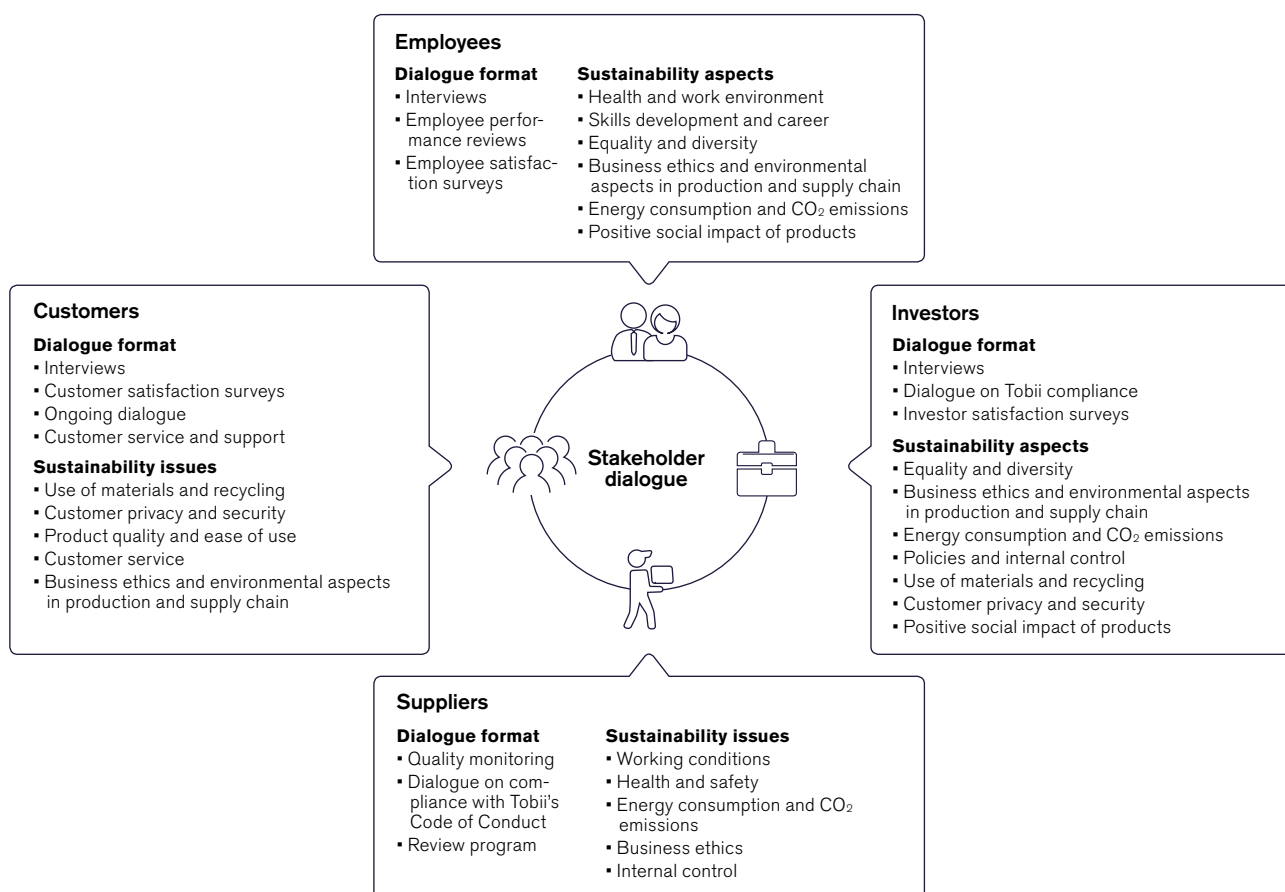 Employees
Dialogue format
▪ Interviews
▪ Employee perfor-
mance reviews
▪ Employee satisfac-
tion surveys
Sustainability aspects
▪ Health and work environment
▪ Skills development and career
▪ Equality and diversity
▪ Business ethics and environmental
aspects in production and supply chain
▪ Energy consumption and CO₂ emissions
▪ Positive social impact of products
Customers
Dialogue format
▪ Interviews
▪ Customer satisfaction surveys
▪ Ongoing dialogue
▪ Customer service and support
Sustainability issues
▪ Use of materials and recycling
▪ Customer privacy and security
▪ Product quality and ease of use
▪ Customer service
▪ Business ethics and environmental aspects
in production and supply chain
Stakeholder
dialogue
Investors
Dialogue format
▪ Interviews
▪ Dialogue on Tobii compliance
▪ Investor satisfaction surveys
Sustainability aspects
▪ Equality and diversity
▪ Business ethics and environmental aspects
in production and supply chain
▪ Energy consumption and CO₂ emissions
▪ Policies and internal control
▪ Use of materials and recycling
▪ Customer privacy and security
▪ Positive social impact of products
Suppliers
Dialogue format
▪ Quality monitoring
▪ Dialogue on com-
pliance with Tobii's
Code of Conduct
▪ Review program
Sustainability issues
▪ Working conditions
▪ Health and safety
▪ Energy consumption and CO₂
emissions
▪ Business ethics
▪ Internal control